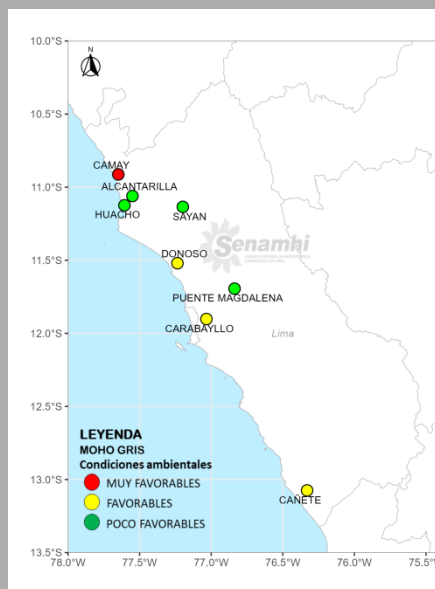 10.0°S
N
10.5°S
CAMAY
11.0°S
ALCANTARILLA
HUACHO
SAYAN
Senamhi
11.5°S
DONOSO
PUENTE MAGDALENA
12.0°S
CARABAYLLO
Lima
12.5°S
LEYENDA
MOHO GRIS
Condiciones ambientales
MUY FAVORABLES
FAVORABLES
POCO FAVORABLES
13.0°S
CAÑETE
13.5°S
78.0°W 77.5°W 77.0°W 76.5°W 76.0°W 75.5°W